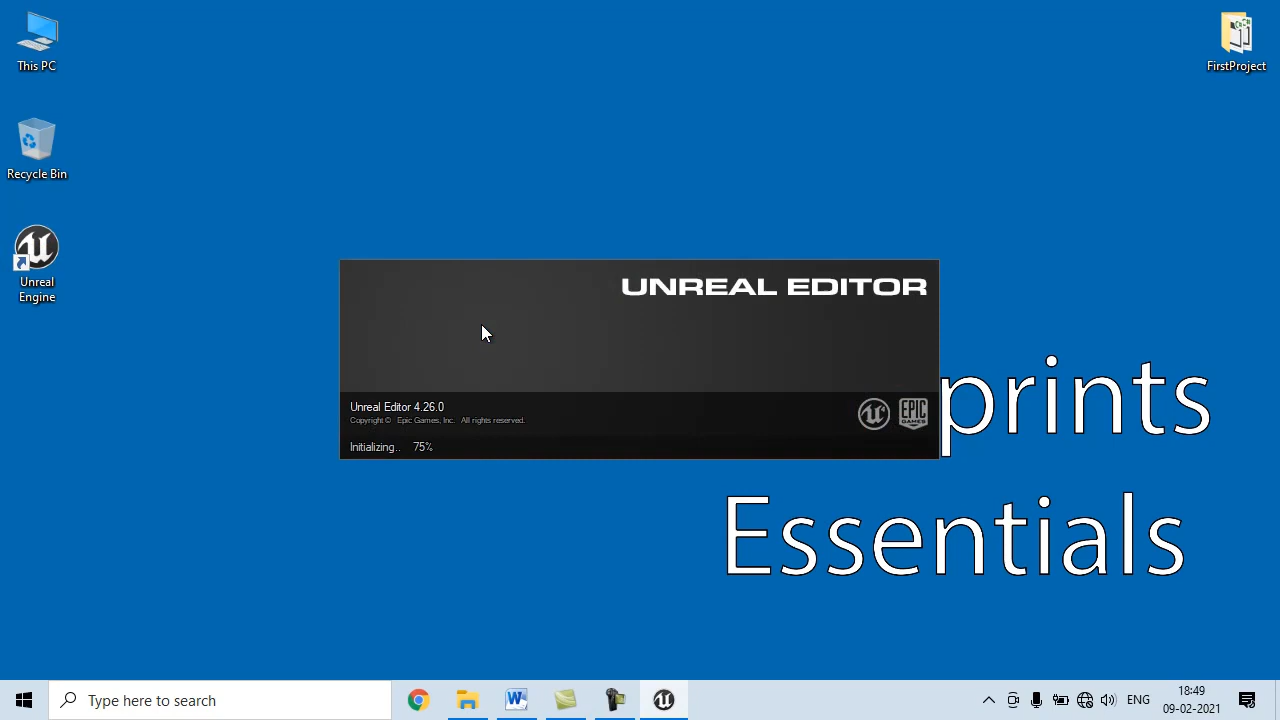 This PC
FirstProject
Recycle Bin
Unreal
Engine
UNREAL EDITOR
Unreal Editor 4.26.0
Copyright © Epic Games, Inc. All rights reserved.
EPIC
GAMES
Initializing.. 75%
prints
Essentials
Type here to search
ENG
18:49
09-02-2021